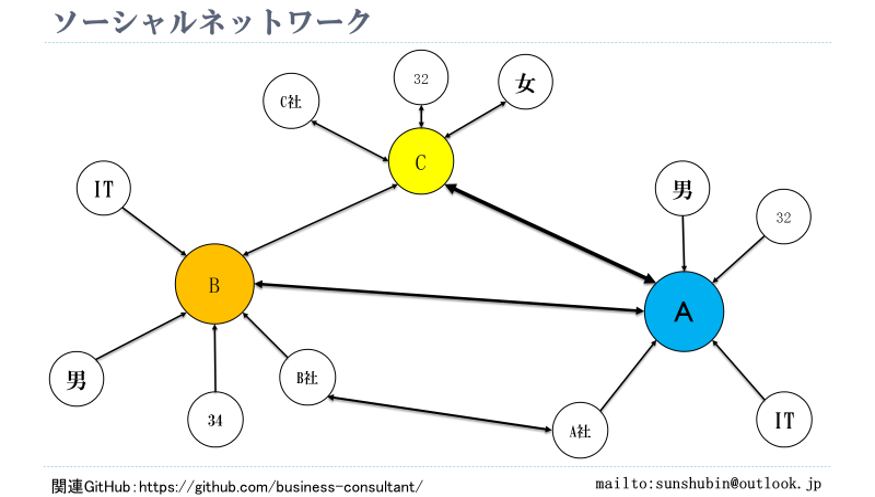 ソーシャルネットワーク
32
女
C社
C
IT
男
32
B
A
男
B社
34
A社
IT
関連GitHub:https://github.com/business-consultant/
mailto:sunshubin@outlook.jp